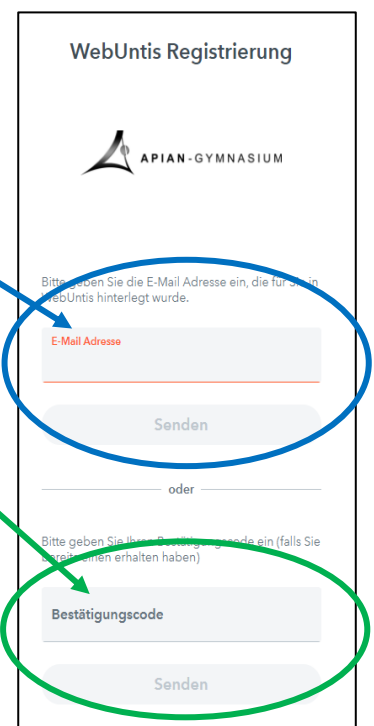 WebUntis Registrierung
APIAN-GYMNASIUM
Bitte geben Sie die E-Mail Adresse ein, die für Sie in
WebUntis hinterlegt wurde.
E-Mail Adresse
Senden
oder
Bitte geben Sie Ihren Bestätigungscode ein (falls Sie
bereits einen erhalten haben)
Bestätigungscode
Senden